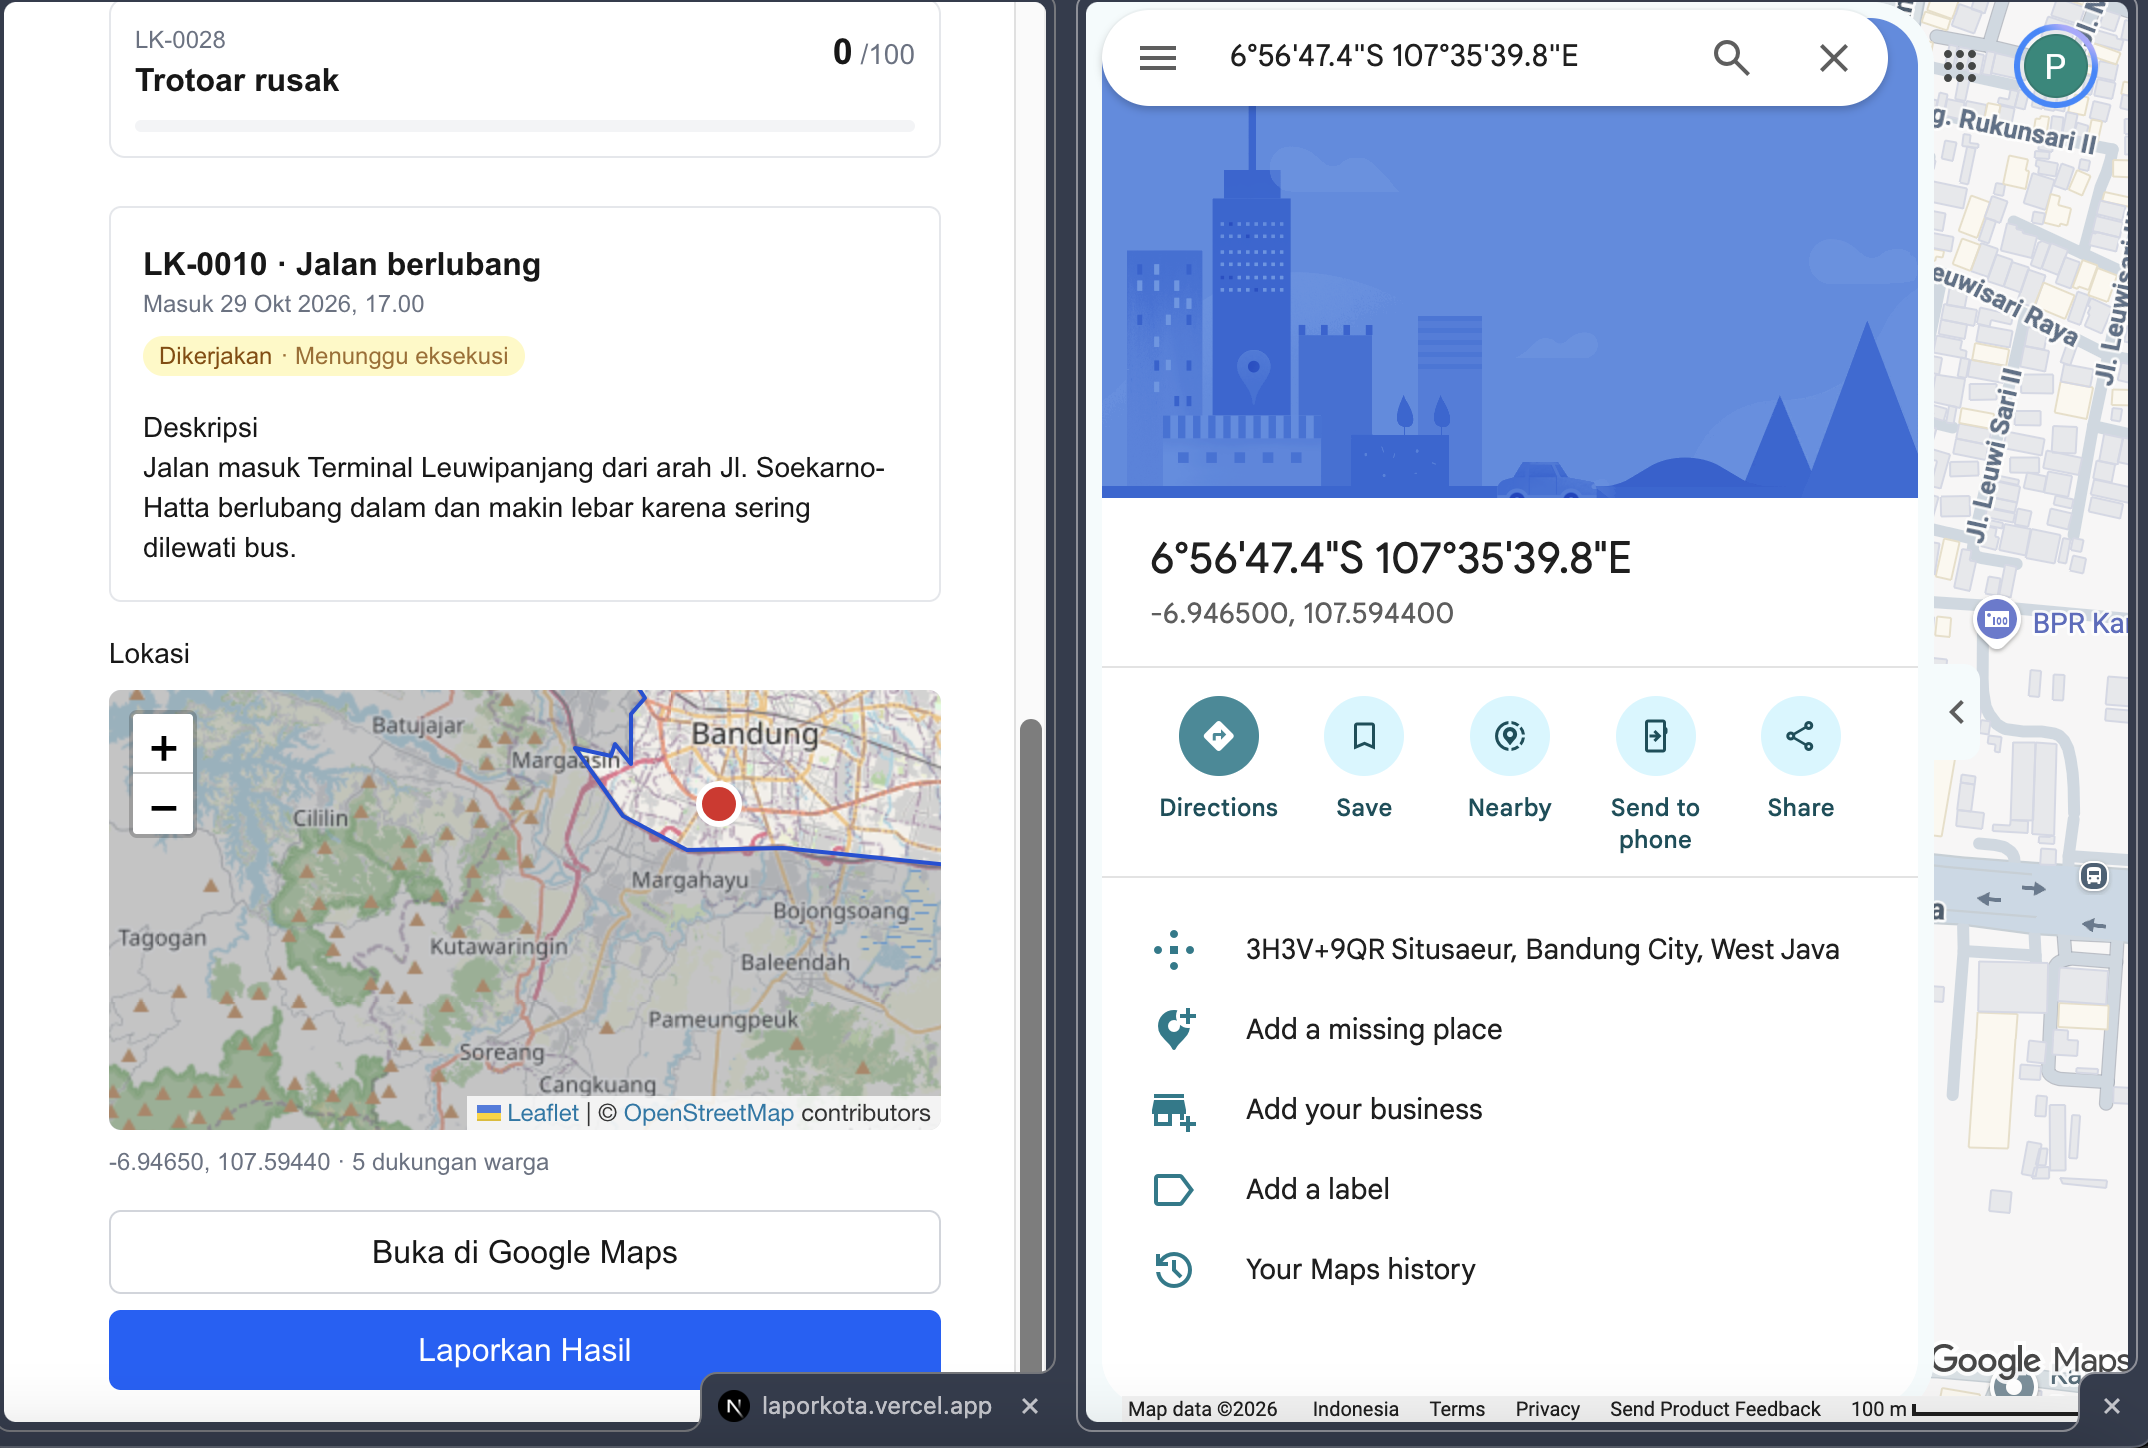 LK-0028
Trotoar rusak
0 /100
LK-0010 · Jalan berlubang
Masuk 29 Okt 2026, 17.00
Dikerjakan · Menunggu eksekusi
Deskripsi
Jalan masuk Terminal Leuwipanjang dari arah Jl. Soekarno-
Hatta berlubang dalam dan makin lebar karena sering
dilewati bus.
Lokasi
+
−
Batujajar
Bandung
Margaasih
Cililin
Margahayu
Bojongsoang
Tagogan
Kutawaringin
Baleendah
Pameungpeuk
Soreang
Cangkuang
Leaflet | © OpenStreetMap contributors
-6.94650, 107.59440 · 5 dukungan warga
Buka di Google Maps
Laporkan Hasil
laporkota.vercel.app
6°56'47.4"S 107°35'39.8"E
P
6°56'47.4"S 107°35'39.8"E
-6.946500, 107.594400
Directions
Save
Nearby
Send to
phone
Share
3H3V+9QR Situsaeur, Bandung City, West Java
Add a missing place
Add your business
Add a label
Your Maps history
g. Rukunsari II
euwisari Raya
Jl. Leuwi Sari II
Jl. Leuwisari
BPR Kar
100
a
Google Maps
Map data ©2026
Indonesia
Terms
Privacy
Send Product Feedback
100 m